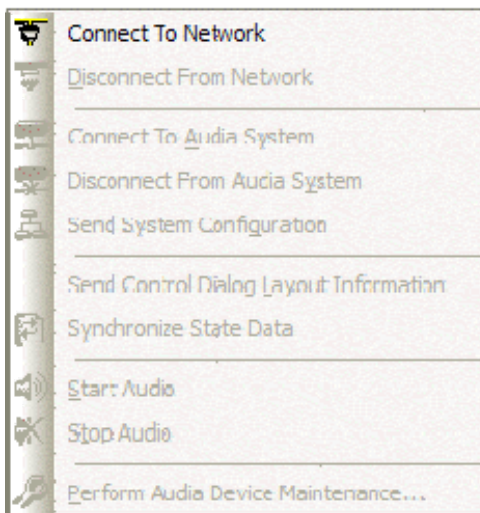 Connect To Network
Disconnect From Network
Connect To Audia System
Disconnect From Audia System
Send System Configuration
Send Control Dialog Layout Information
Synchronize State Data
Start Audio
Stop Audio
Perform Audia Device Maintenance...